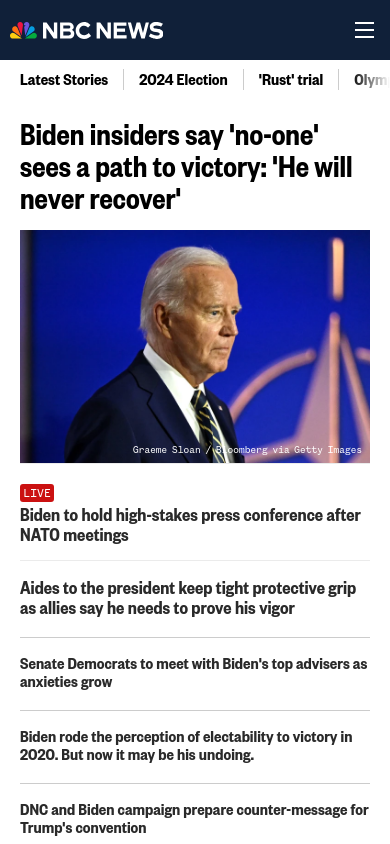 NBC NEWS
Latest Stories
2024 Election
'Rust' trial
Olym
Biden insiders say 'no-one'
sees a path to victory: 'He will
never recover'
Graeme Sloan / Bloomberg via Getty Images
LIVE
Biden to hold high-stakes press conference after
NATO meetings
Aides to the president keep tight protective grip
as allies say he needs to prove his vigor
Senate Democrats to meet with Biden's top advisers as
anxieties grow
Biden rode the perception of electability to victory in
2020. But now it may be his undoing.
DNC and Biden campaign prepare counter-message for
Trump's convention